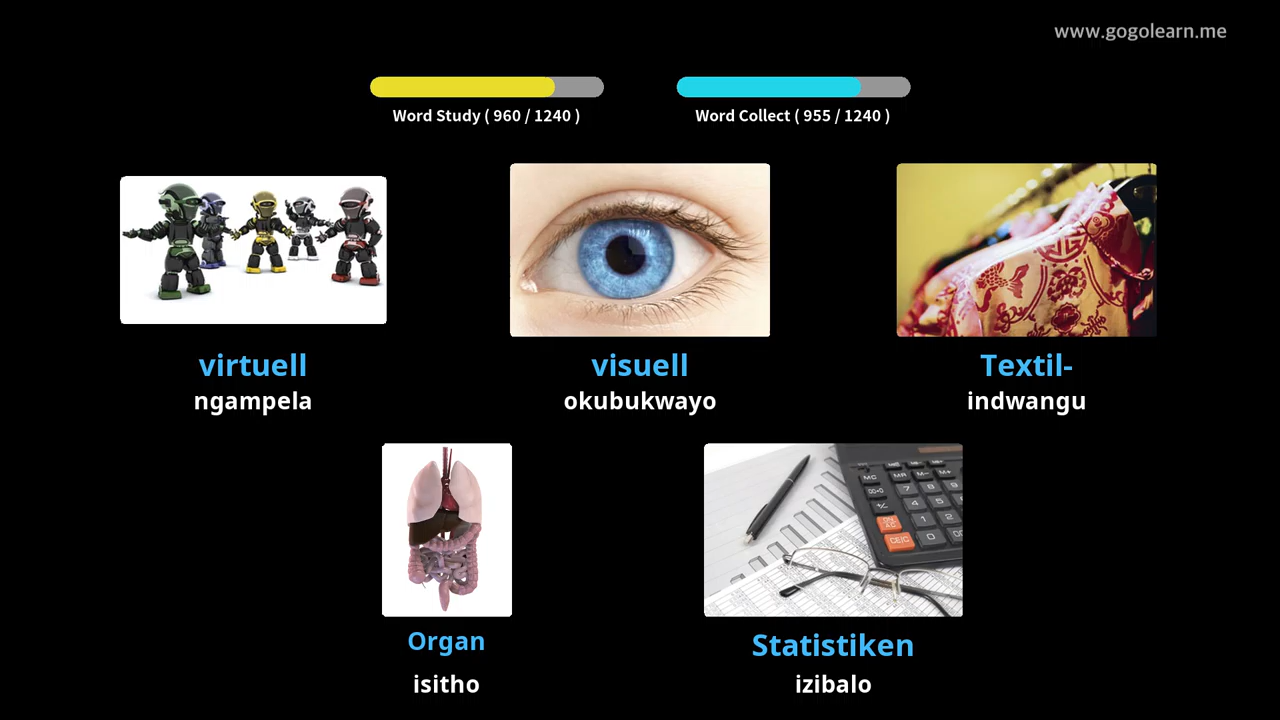 www.gogolearn.me
Word Study ( 960 / 1240 )
Word Collect ( 955 / 1240 )
virtuell
ngampela
visuell
okubukwayo
Textil-
indwangu
Organ
isitho
Statistiken
izibalo